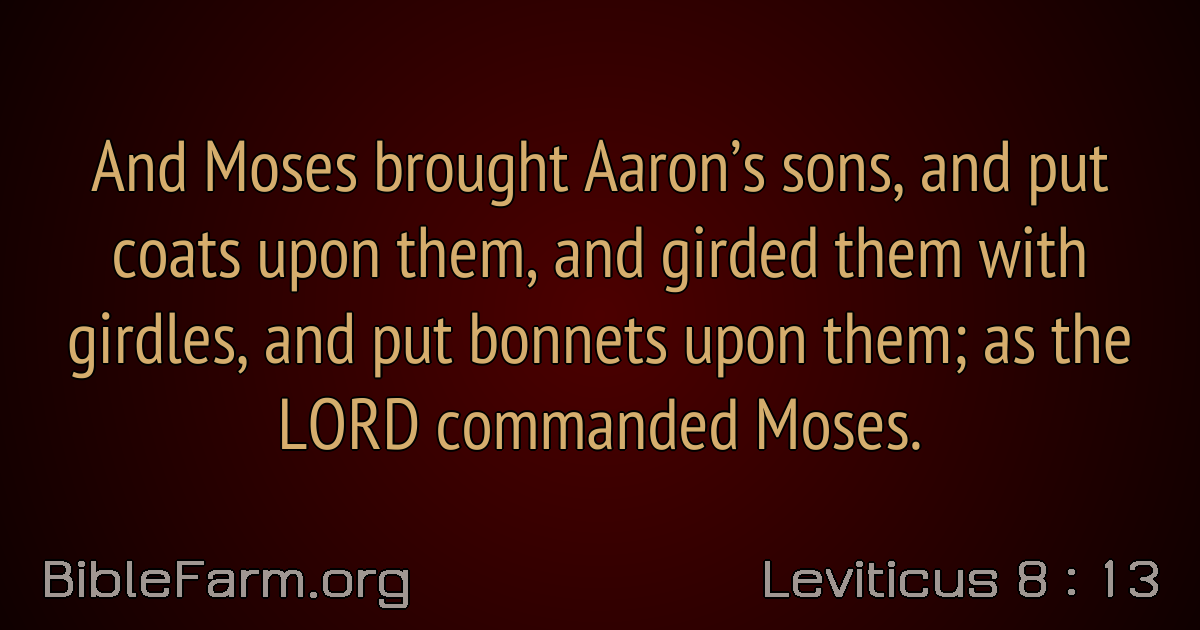 And Moses brought Aaron’s sons, and put
coats upon them, and girded them with
girdles, and put bonnets upon them; as the
LORD commanded Moses.
BibleFarm.org
Leviticus 8 : 13